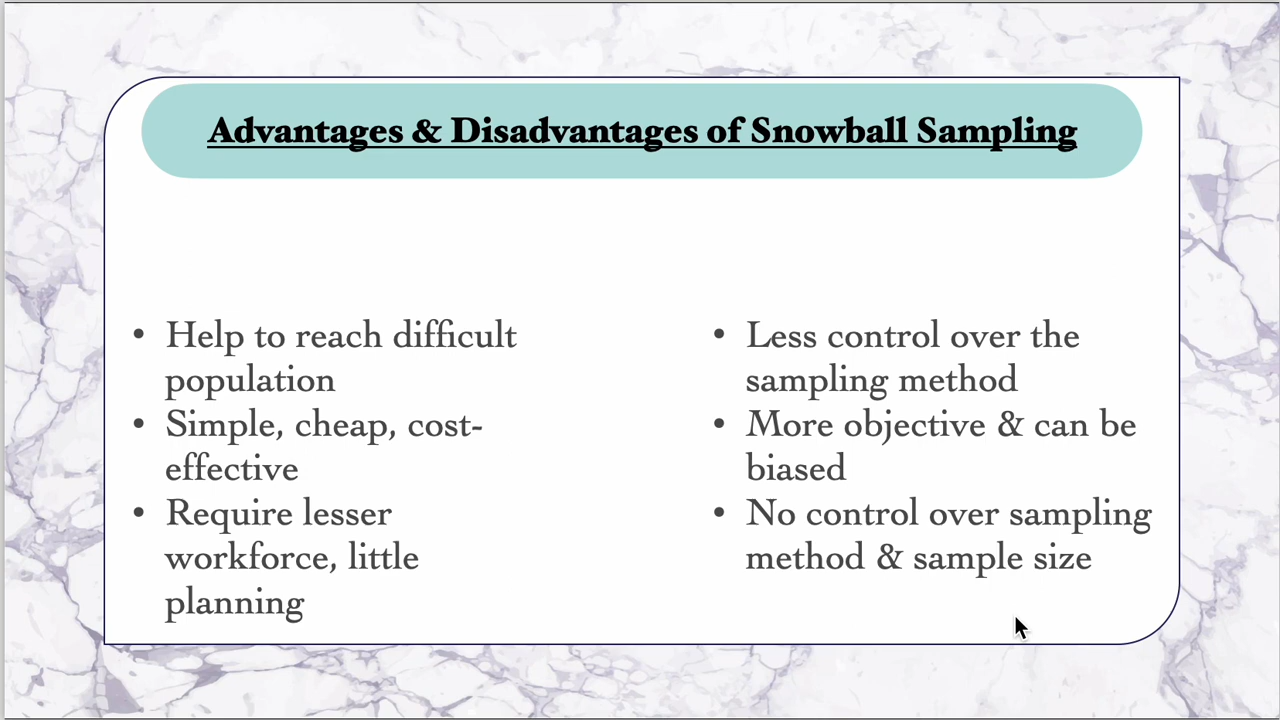 Advantages & Disadvantages of Snowball Sampling
• Help to reach difficult
population
• Simple, cheap, cost-
effective
• Require lesser
workforce, little
planning
• Less control over the
sampling method
• More objective & can be
biased
• No control over sampling
method & sample size